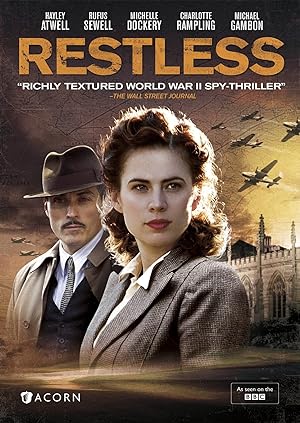 HAYLEY ATWELL RUFUS SEWELL MICHELLE DOCKERY CHARLOTTE RAMPLING MICHAEL GAMBON
RESTLESS
"RICHLY TEXTURED WORLD WAR II SPY-THRILLER"
–THE WALL STREET JOURNAL
ACORN
As seen on the
BBC